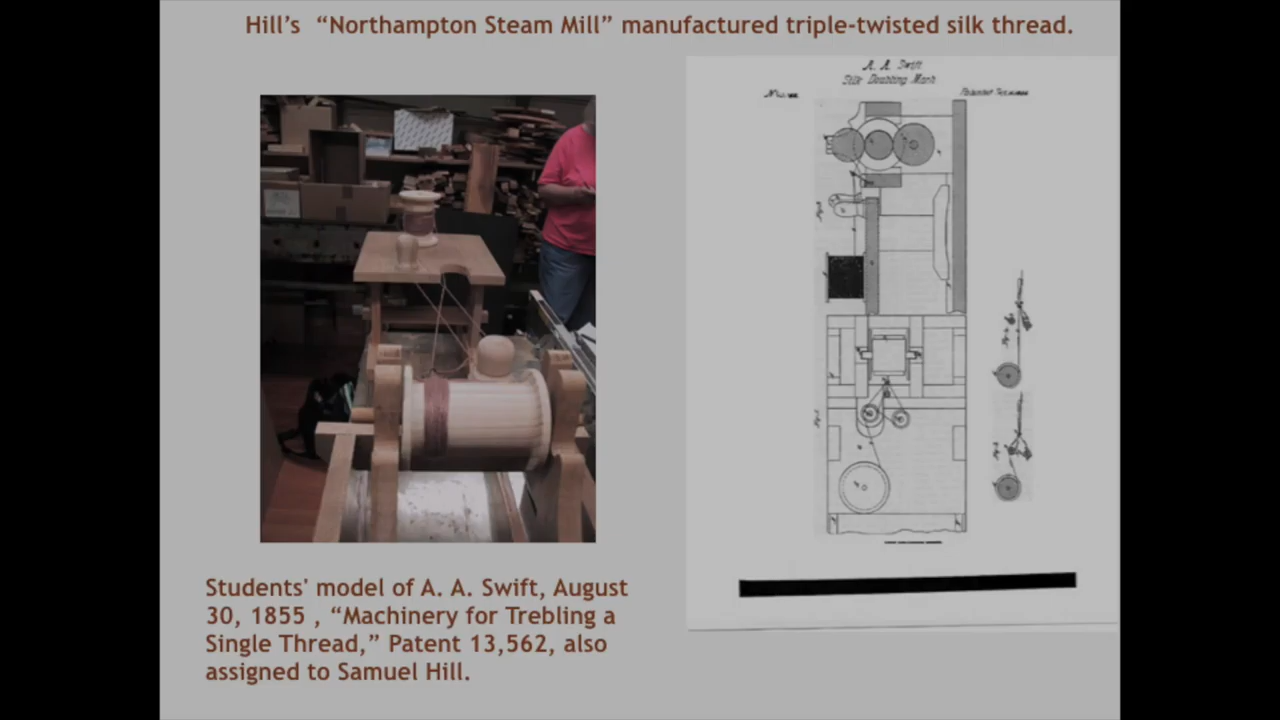 Hill's “Northampton Steam Mill” manufactured triple-twisted silk thread.
A. A. Swift
Silk Doubling Mach
Students' model of A. A. Swift, August
30, 1855 , “Machinery for Trebling a
Single Thread,” Patent 13,562, also
assigned to Samuel Hill.